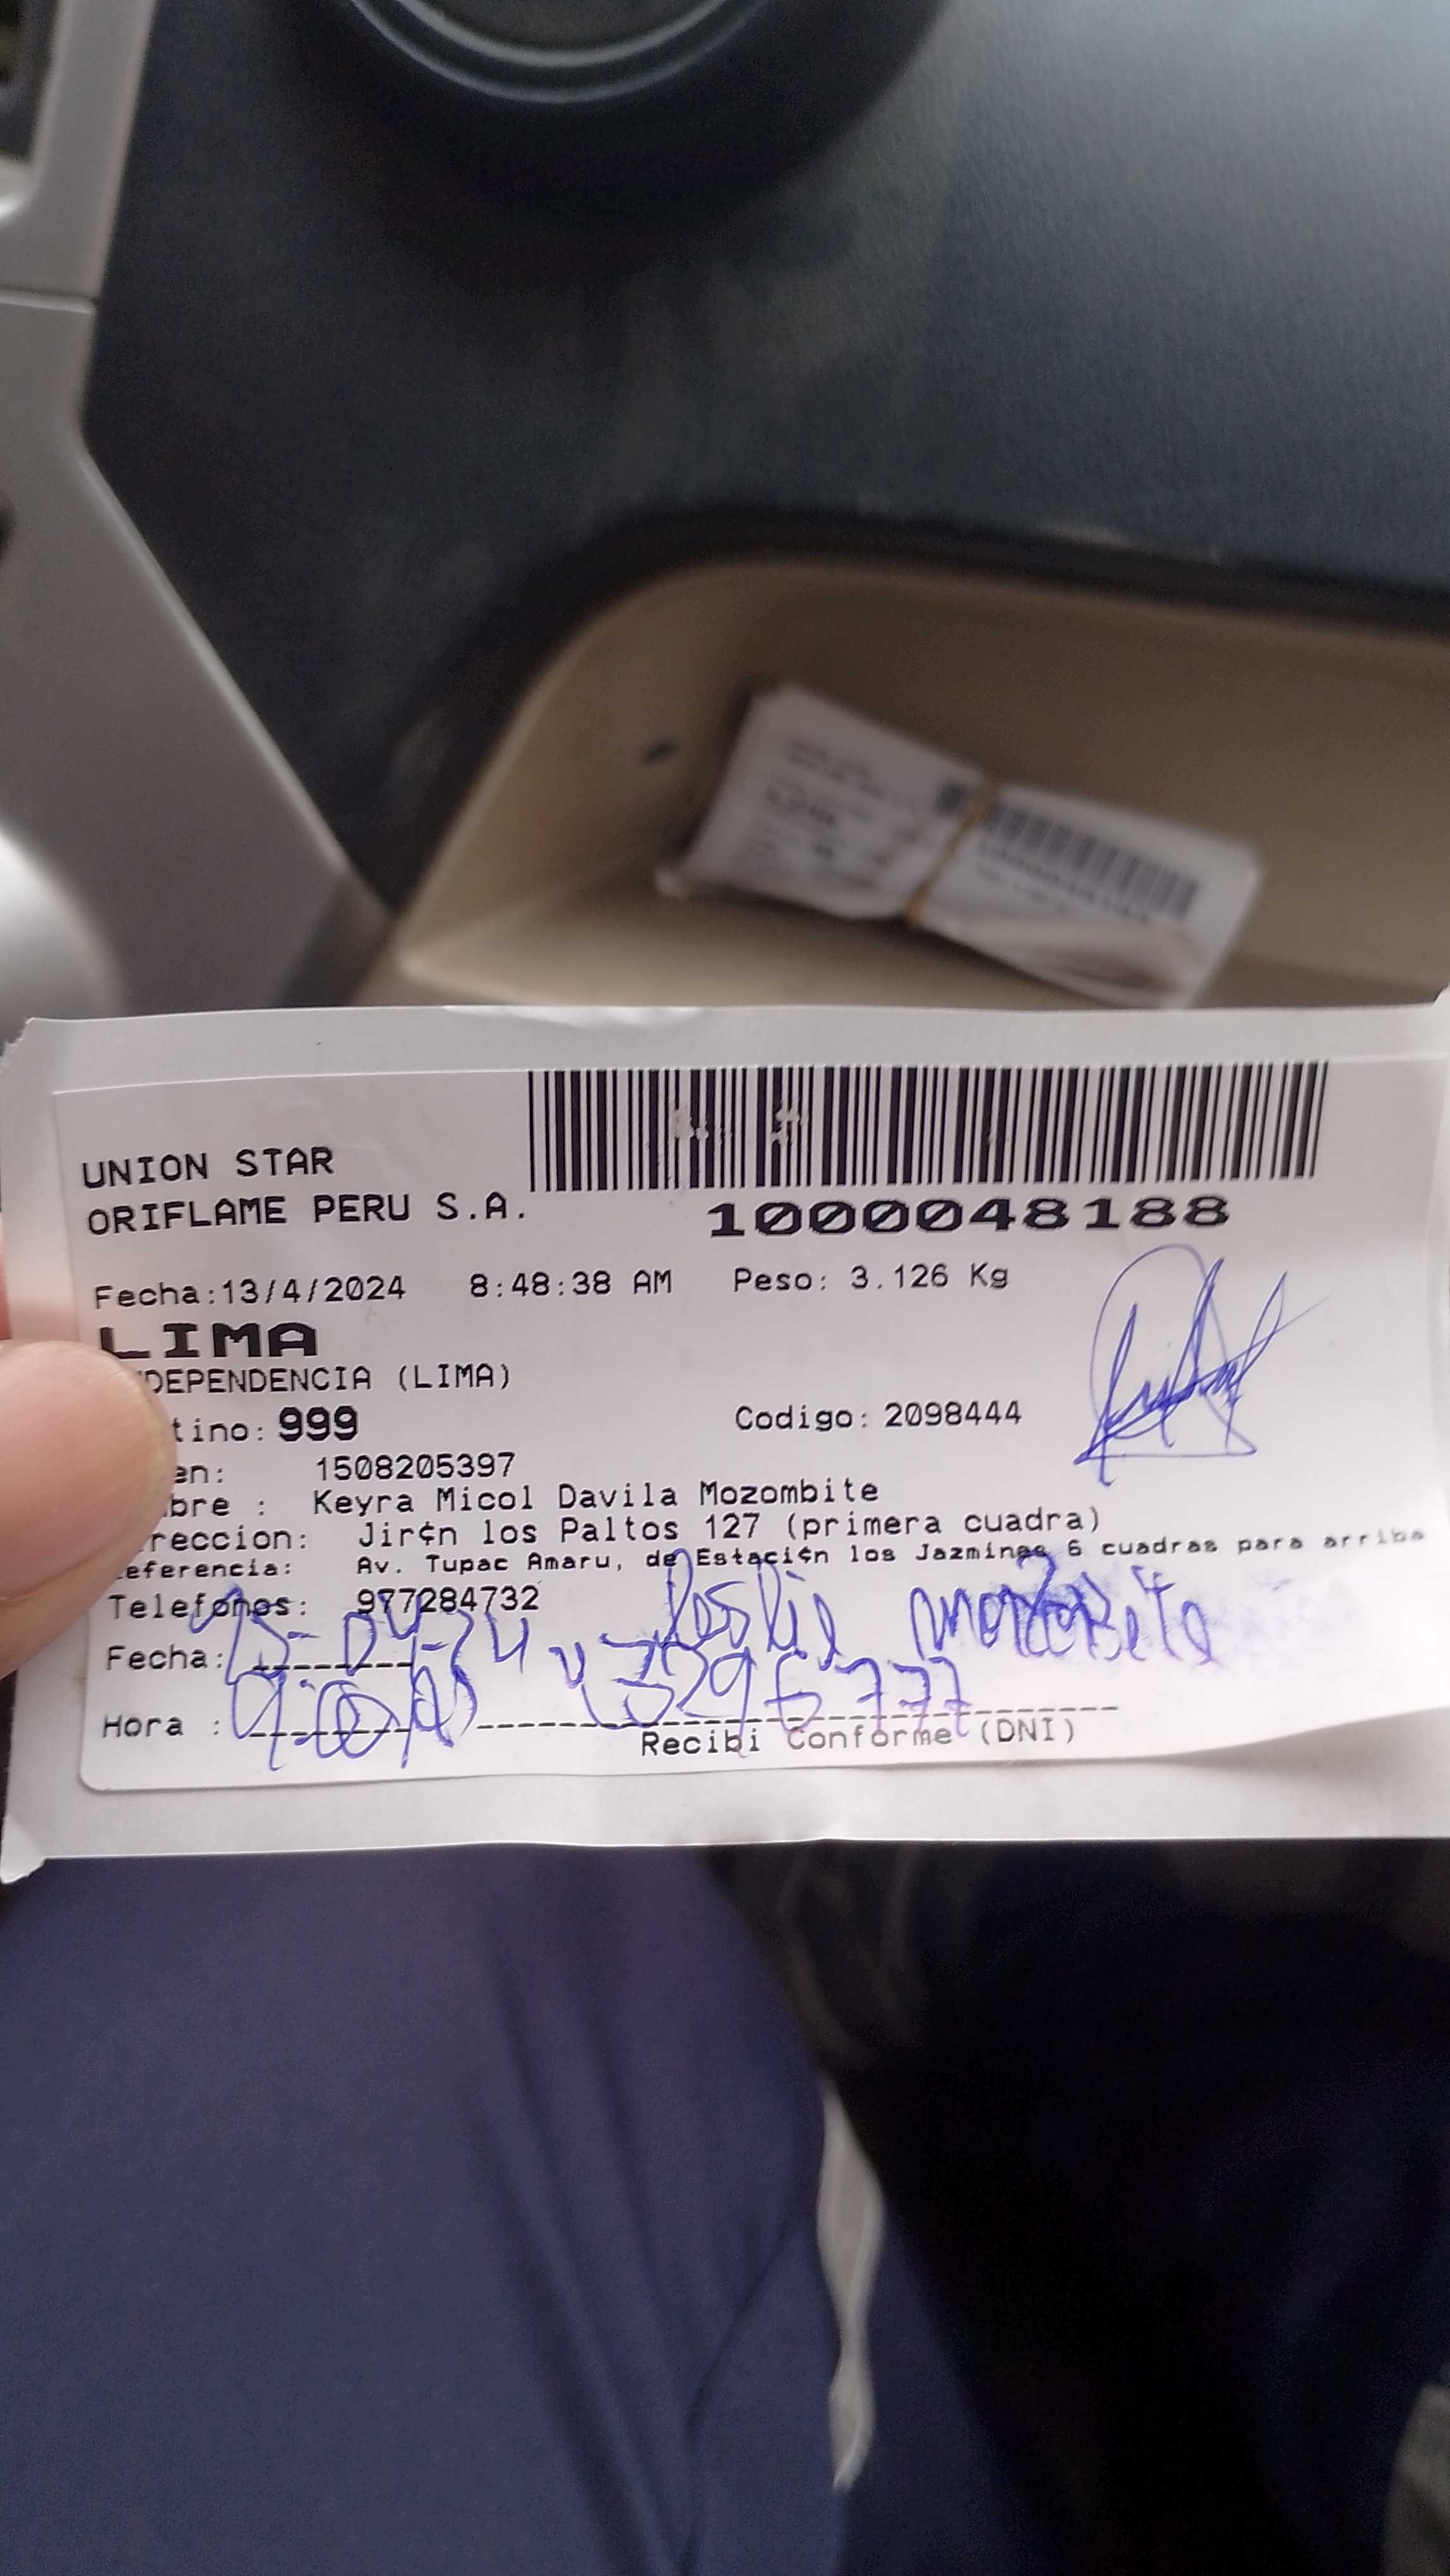 UNION STAR
ORIFLAME PERU S.A.
1000048188
Fecha:13/4/2024 8:48:38 AM Peso: 3.126 Kg
LIMA
DEPENDENCIA (LIMA)
tino: 999 Codigo: 2098444
en: 1508205397
bre : Keyra Micol Davila Mozombite
reccion: Jir¢n los Paltos 127 (primera cuadra)
eferencia: Av. Tupac Amaru, de Estaci¢n los Jazmines 6 cuadras para arriba
Telefonos: 977284732
Leslie Mozombite
Fecha:
Hora :
Recibi Conforme (DNI)